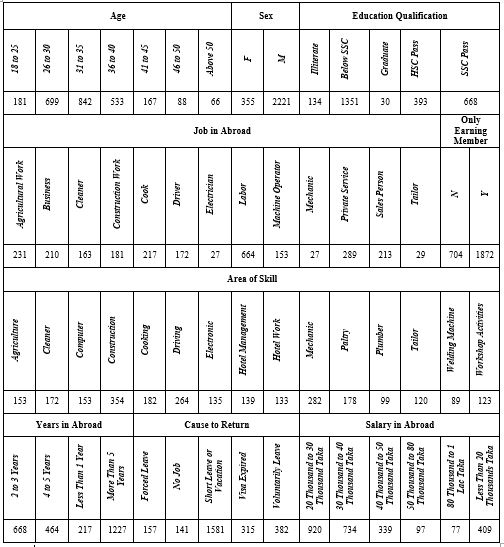 Age Sex Education Qualification
18 to 25 26 to 30 31 to 35 36 to 40 41 to 45 46 to 50 Above 50 F M Illiterate Below SSC Graduate HSC Pass SSC Pass
181 699 842 533 167 88 66 355 2221 134 1351 30 393 668
Job in Abroad Only Earning Member
Agricultural Work Business Cleaner Construction Work Cook Driver Electrician Labor Machine Operator Mechanic Private Service Sales Person Tailor N Y
231 210 163 181 217 172 27 664 153 27 289 213 29 704 1872
Area of Skill
Agriculture Cleaner Computer Construction Cooking Driving Electronic Hotel Management Hotel Work Mechanic Paltry Plumber Tailor Welding Machine Workshop Activities
153 172 153 354 182 264 135 139 133 282 178 99 120 89 123
Years in Abroad Cause to Return Salary in Abroad
2 to 3 Years 4 to 5 Years Less Than 1 Year More Than 5 Years Forced Leave No Job Short Leave or Vacation Visa Expired Voluntarily Leave 20 Thousand to 30 Thousand Taka 30 Thousand to 40 Thousand Taka 40 Thousand to 50 Thousand Taka 50 Thousand to 80 Thousand Taka 80 Thousand to 1 Lac Taka Less Than 20 Thousands Taka
668 464 217 1227 157 141 1581 315 382 920 734 339 97 77 409